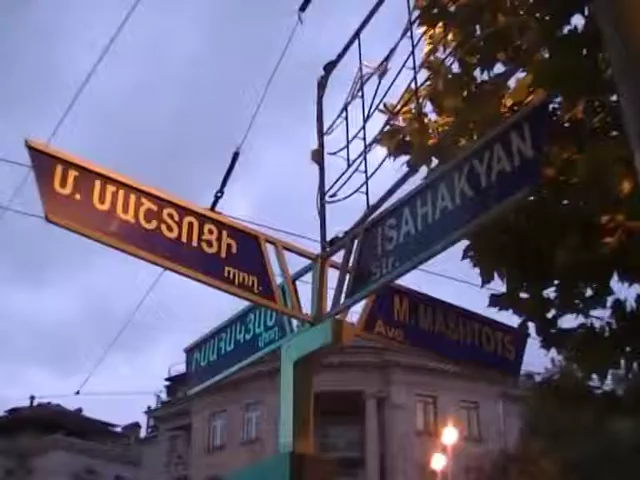 Մ. ՄԱՇՏՈՑԻ
պող.
ISAHAKYAN
Str.
ԻՍԱՀԱԿՅԱՆ
փող.
M. MASHTOTS
Ave.